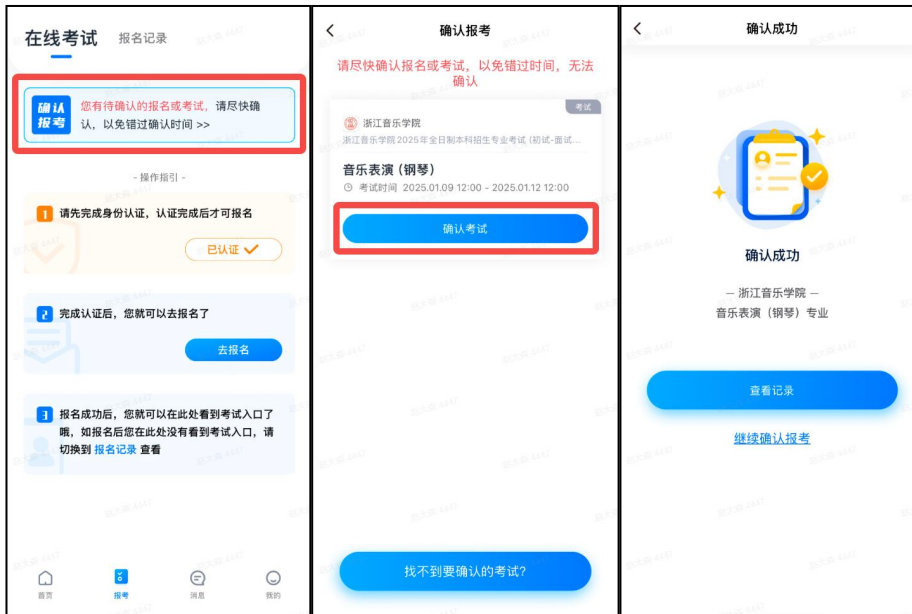 在线考试 报名记录
确认
报考
您有待确认的报名或考试，请尽快确
认，以免错过确认时间 >>
- 操作指引 -
1 请先完成身份认证，认证完成后才可报名
已认证
2 完成认证后，您就可以去报名了
去报名
3 报名成功后，您就可以在此处看到考试入口了
哦，如报名后您在此处没有看到考试入口，请
切换到 报名记录 查看
首页 报考 消息 我的
确认报考
请尽快确认报名或考试，以免错过时间，无法
确认
考试
浙江音乐学院
浙江音乐学院2025年全日制本科招生专业考试 (初试-面试...
音乐表演 (钢琴)
考试时间 2025.01.09 12:00 - 2025.01.12 12:00
确认考试
找不到要确认的考试?
确认成功
确认成功
— 浙江音乐学院 —
音乐表演（钢琴）专业
查看记录
继续确认报考